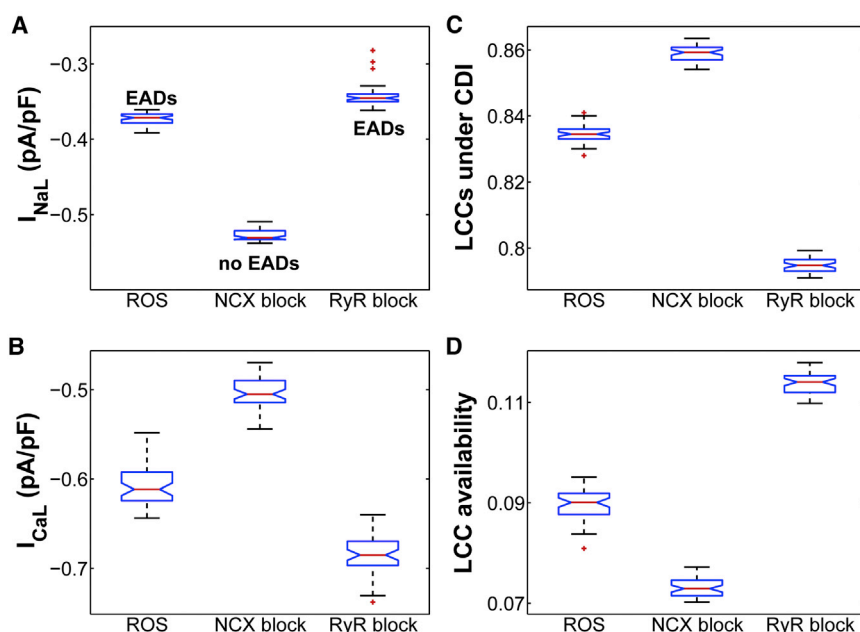 A
I_NaL (pA/pF)
−0.3
−0.4
−0.5
EADs
EADs
no EADs
ROS NCX block RyR block
C
LCCs under CDI
0.86
0.84
0.82
0.8
ROS NCX block RyR block
B
I_CaL (pA/pF)
−0.5
−0.6
−0.7
ROS NCX block RyR block
D
LCC availability
0.11
0.09
0.07
ROS NCX block RyR block